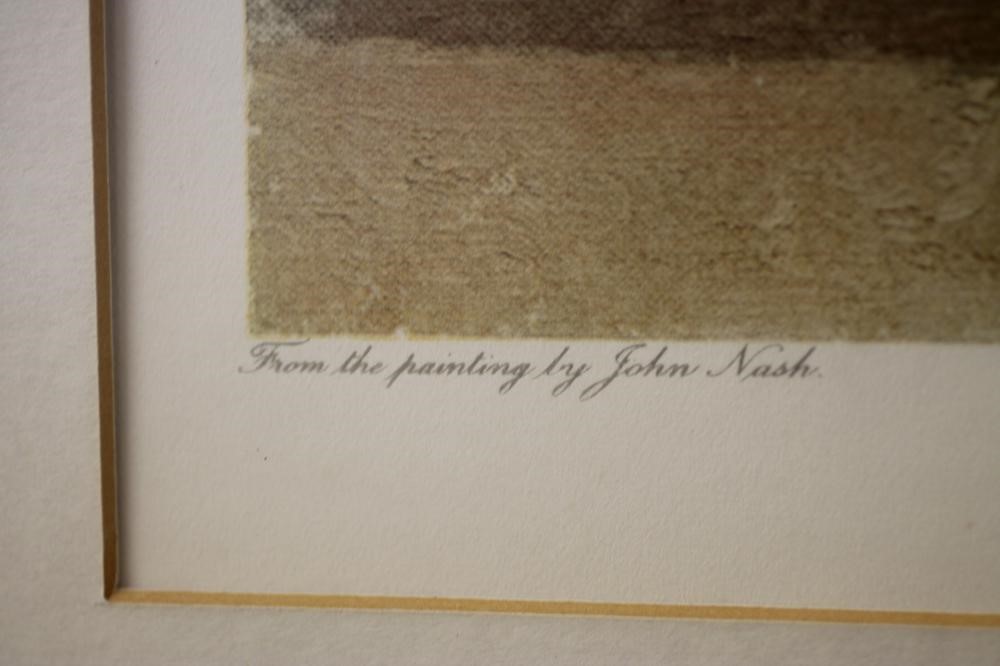 From the painting by John Nash.